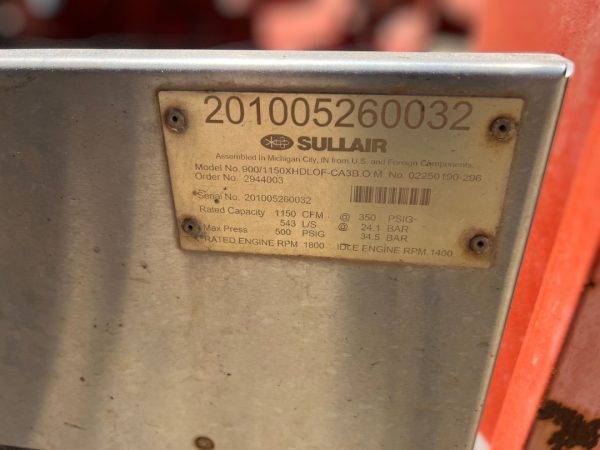 201005260032
SULLAIR
Assembled In Michigan City, IN from U.S. and Foreign Components.
Model No. 900/1150XHDLOF-CA3B.O.M No. 02250190-296
Order No. 2944003
Serial No. 201005260032
Rated Capacity 1150 CFM @ 350 PSIG
543 L/S @ 24.1 BAR
Max Press 500 PSIG 34.5 BAR
RATED ENGINE RPM 1800 IDLE ENGINE RPM 1400